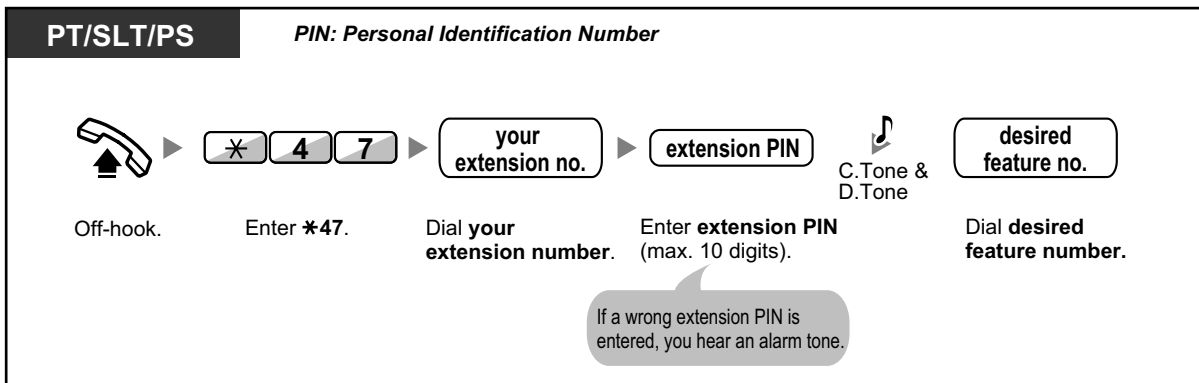 PT/SLT/PS
PIN: Personal Identification Number
✱ 4 7
your
extension no.
extension PIN
C.Tone &
D.Tone
desired
feature no.
Off-hook.
Enter ✱47.
Dial your
extension number.
Enter extension PIN
(max. 10 digits).
Dial desired
feature number.
If a wrong extension PIN is
entered, you hear an alarm tone.